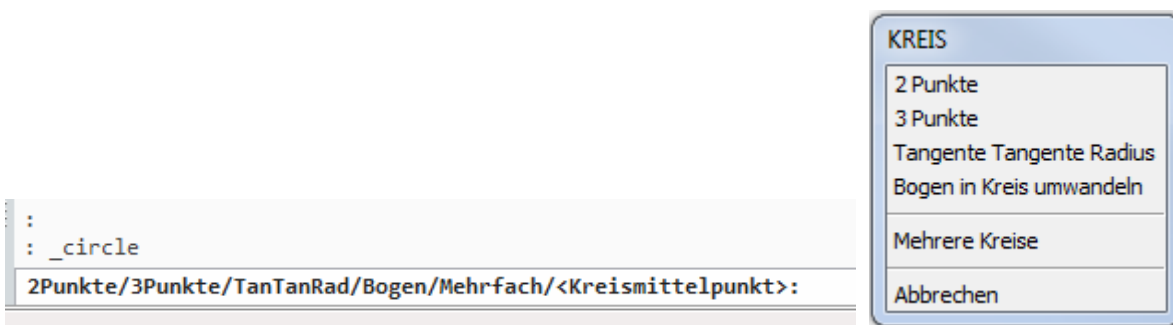 :
: _circle
2Punkte/3Punkte/TanTanRad/Bogen/Mehrfach/<Kreismittelpunkt>:
KREIS
2 Punkte
3 Punkte
Tangente Tangente Radius
Bogen in Kreis umwandeln
Mehrere Kreise
Abbrechen